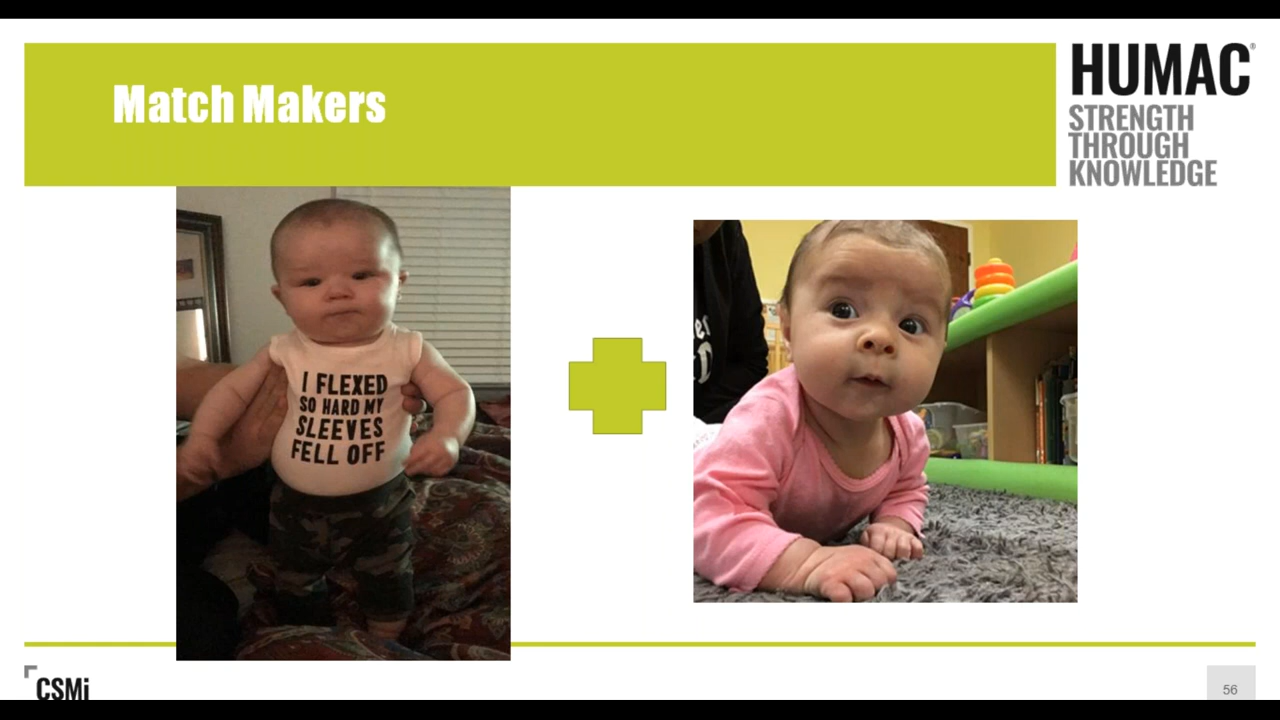 Match Makers
HUMAC®
STRENGTH
THROUGH
KNOWLEDGE
I FLEXED
SO HARD MY
SLEEVES
FELL OFF
CSMi
56